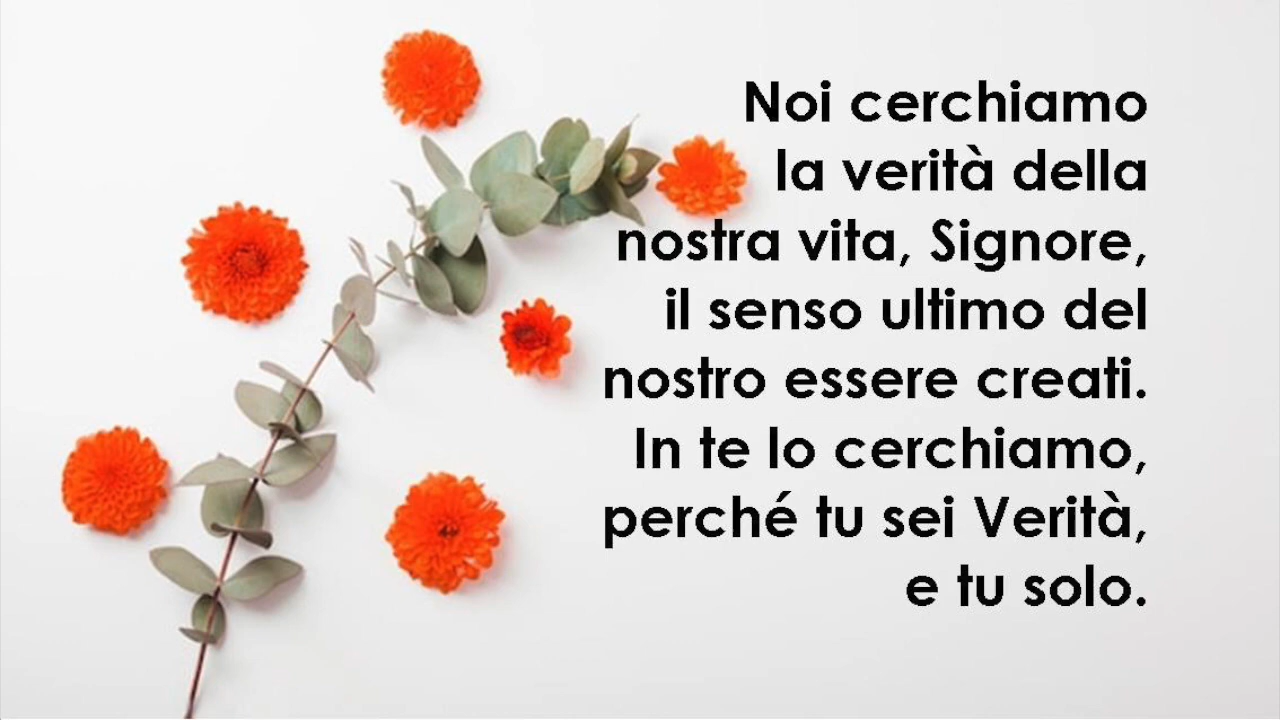 Noi cerchiamo
la verità della
nostra vita, Signore,
il senso ultimo del
nostro essere creati.
In te lo cerchiamo,
perché tu sei Verità,
e tu solo.